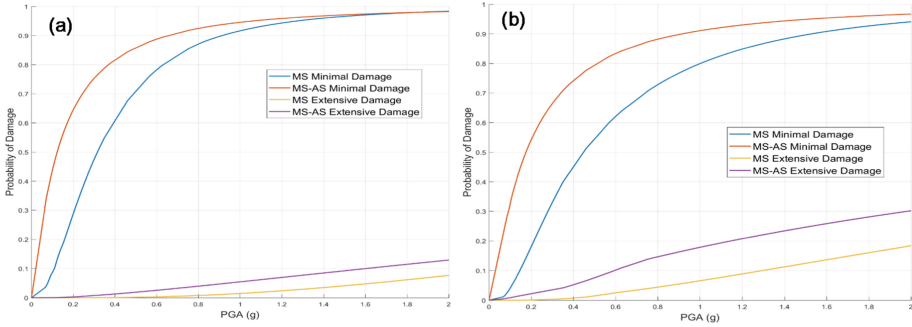 (a)
1
0.9
0.8
0.7
0.6
0.5
0.4
0.3
0.2
0.1
0
Probability of Damage
MS Minimal Damage
MS-AS Minimal Damage
MS Extensive Damage
MS-AS Extensive Damage
0 0.2 0.4 0.6 0.8 1 1.2 1.4 1.6 1.8 2
PGA (g)
(b)
1
0.9
0.8
0.7
0.6
0.5
0.4
0.3
0.2
0.1
0
Probability of Damage
MS Minimal Damage
MS-AS Minimal Damage
MS Extensive Damage
MS-AS Extensive Damage
0 0.2 0.4 0.6 0.8 1 1.2 1.4 1.6 1.8 2
PGA (g)